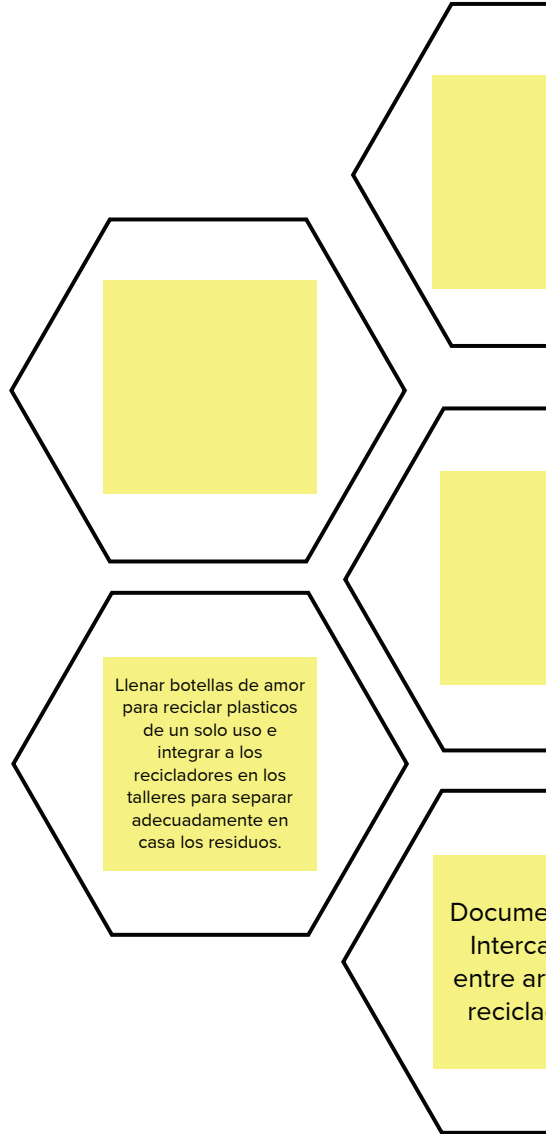 Llenar botellas de amor
para reciclar plasticos
de un solo uso e
integrar a los
recicladores en los
talleres para separar
adecuadamente en
casa los residuos.
entre